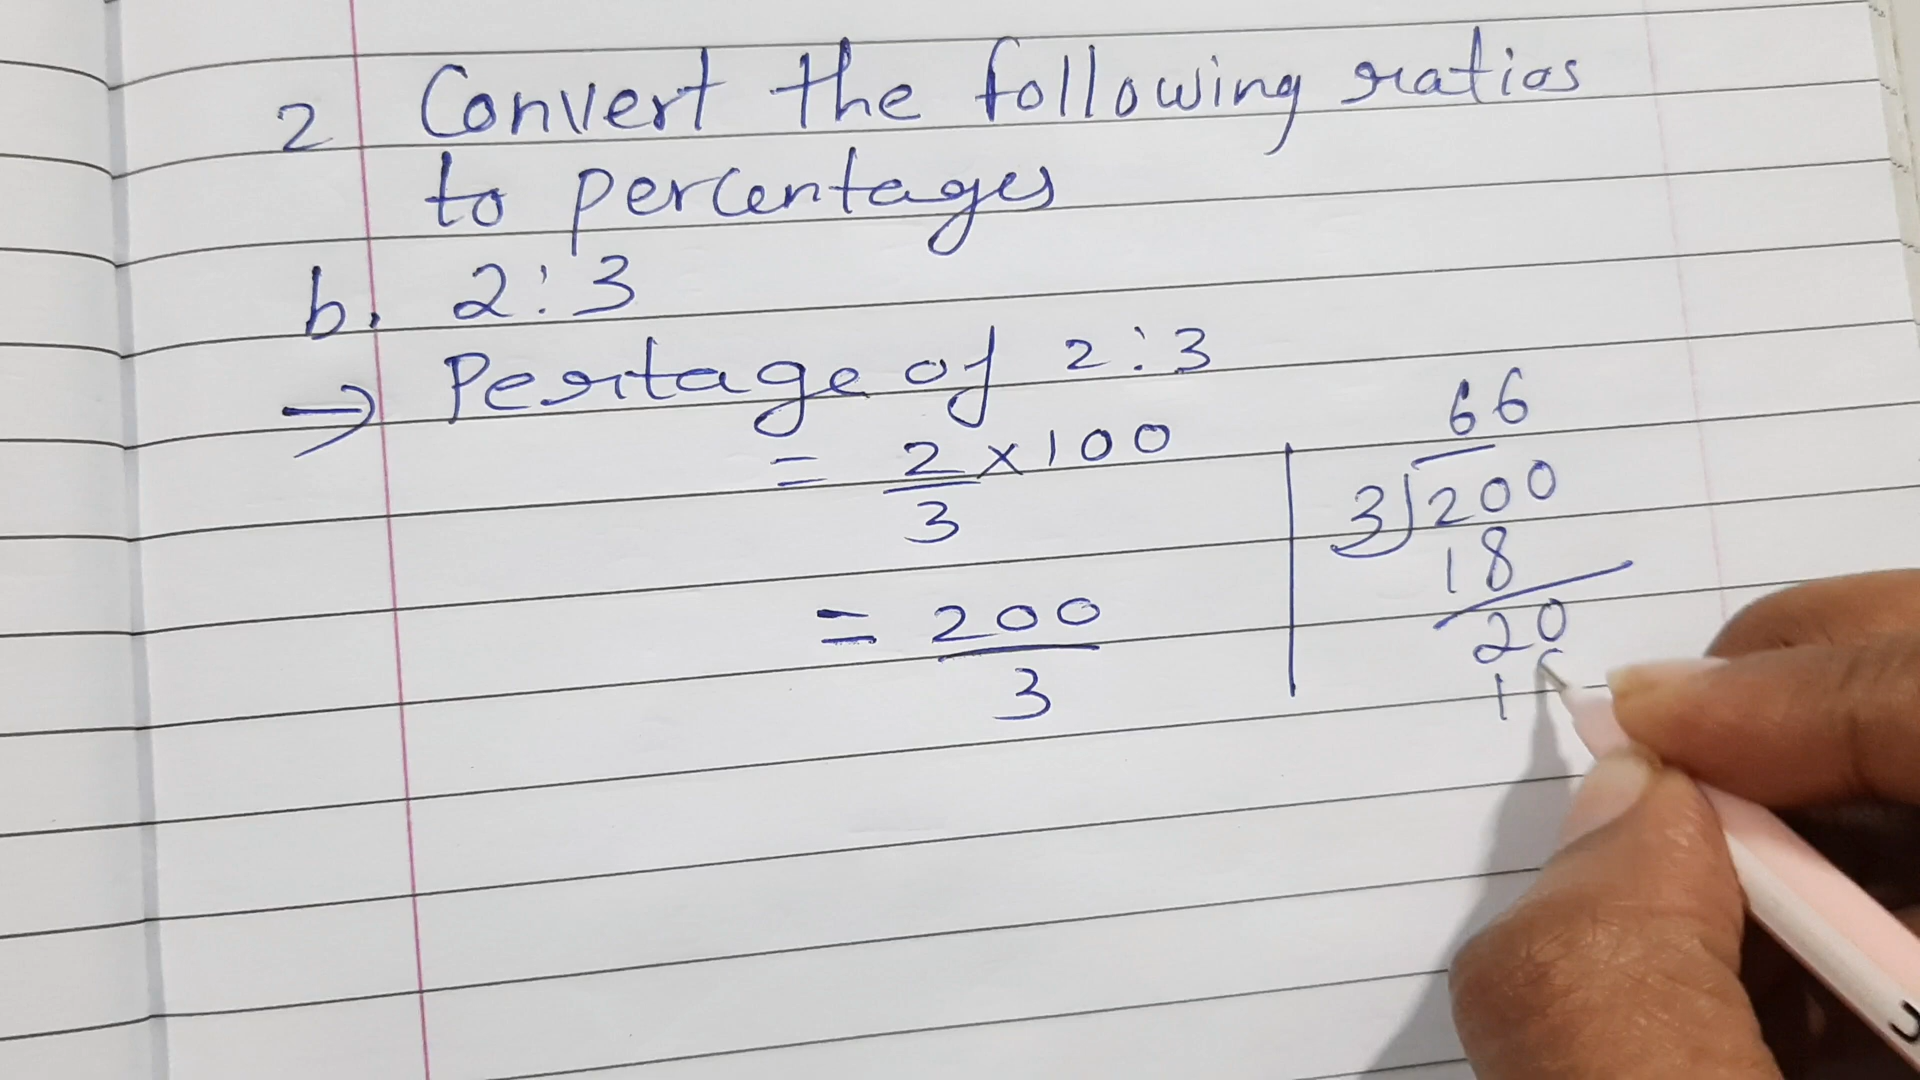 2 Convert the following ratios
to percentages
b. 2:3
→ Pertage of 2:3
= 2/3 × 100
= 200/3
66
3)200
18
20
1